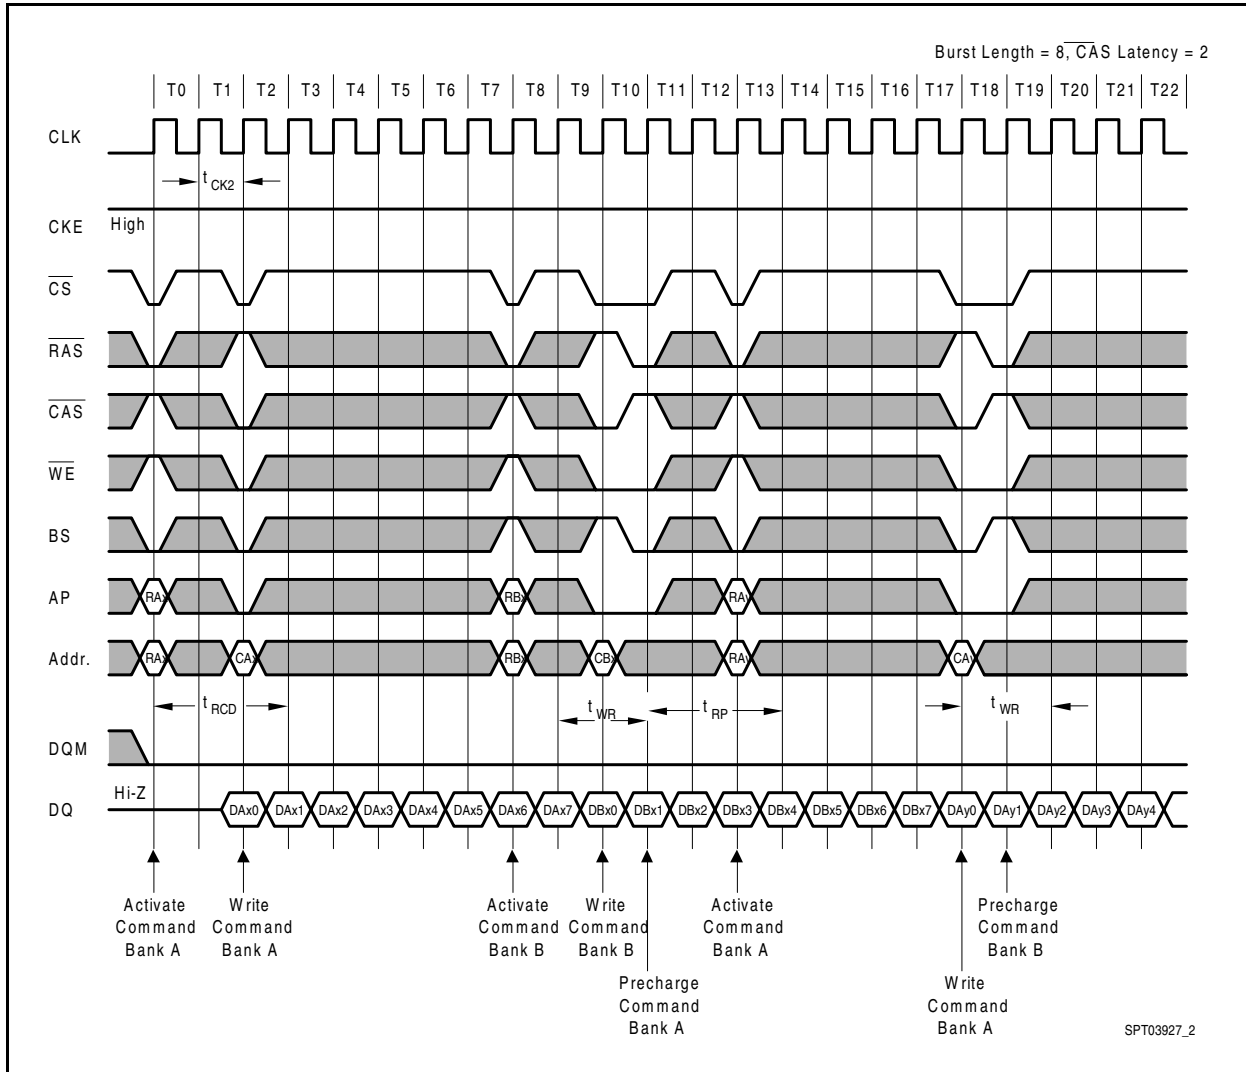 Burst Length = 8, CAS Latency = 2
T0 T1 T2 T3 T4 T5 T6 T7 T8 T9 T10 T11 T12 T13 T14 T15 T16 T17 T18 T19 T20 T21 T22
CLK
t CK2
CKE High
CS
RAS
CAS
WE
BS
AP RAx RBx RAy
Addr. RAx CAx RBx CBx RAy CAy
t RCD t WR t RP t WR
DQM
Hi-Z
DQ DAx0 DAx1 DAx2 DAx3 DAx4 DAx5 DAx6 DAx7 DBx0 DBx1 DBx2 DBx3 DBx4 DBx5 DBx6 DBx7 DAy0 DAy1 DAy2 DAy3 DAy4
Activate Write Activate Write Activate Precharge
Command Command Command Command Command Command
Bank A Bank A Bank B Bank B Bank A Bank B
Precharge Write
Command Command
Bank A Bank A
SPT03927_2